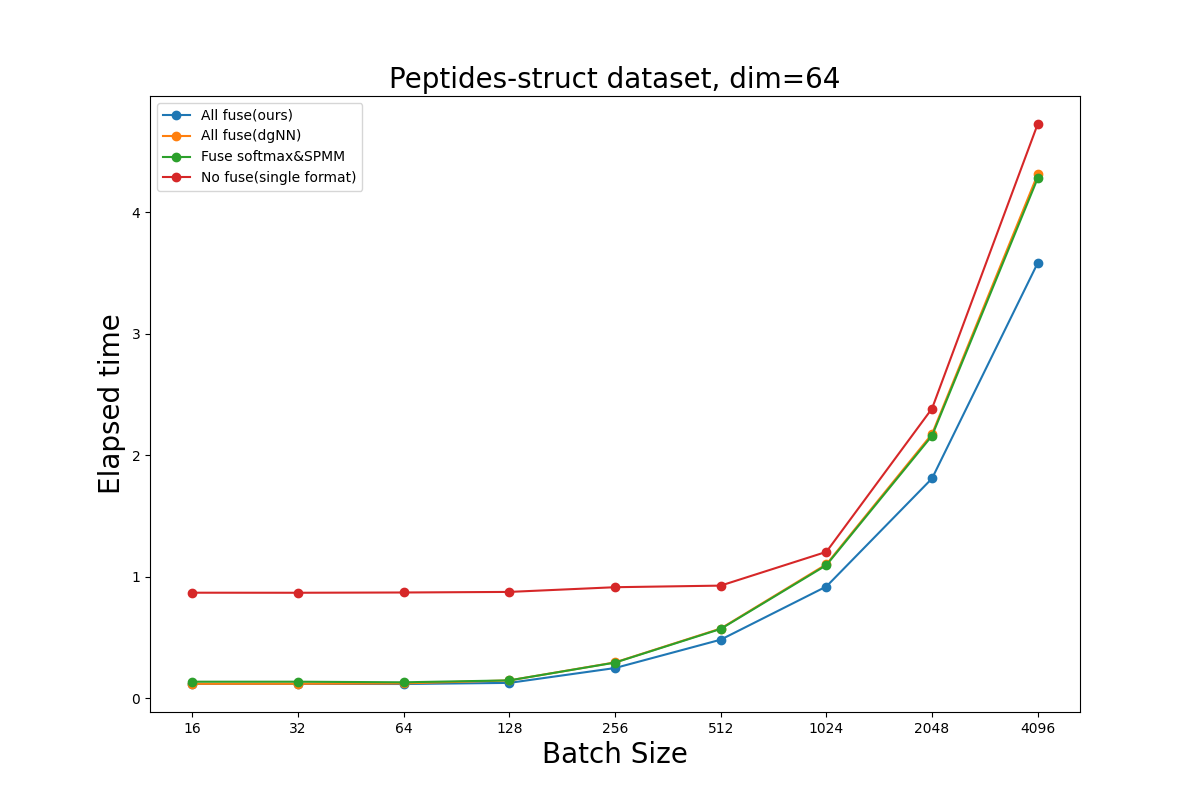 Peptides-struct dataset, dim=64
All fuse(ours)
All fuse(dgNN)
Fuse softmax&SPMM
No fuse(single format)
Elapsed time
4
3
2
1
0
16 32 64 128 256 512 1024 2048 4096
Batch Size